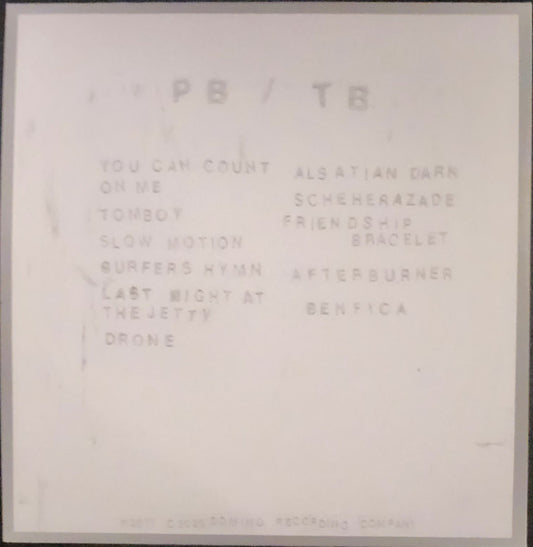 PB / TB
YOU CAN COUNT
ON ME
TOMBOY
SLOW MOTION
SURFERS HYMN
LAST NIGHT AT
THE JETTY
DRONE
ALSATIAN DARN
SCHEHERAZADE
FRIENDSHIP
BRACELET
AFTERBURNER
BENFICA
DOMINO RECORDING COMPANY